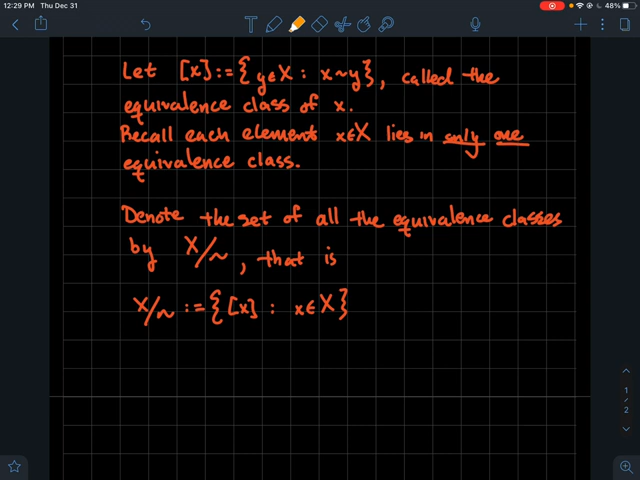 12:29 PM Thu Dec 31
48%
Let [x]:={y∈X : x~y}, called the
equivalence class of x.
Recall each element x∈X lies in only one
equivalence class.
Denote the set of all the equivalence classes
by X/~, that is
X/~ := {[x] : x∈X}
1
/
2